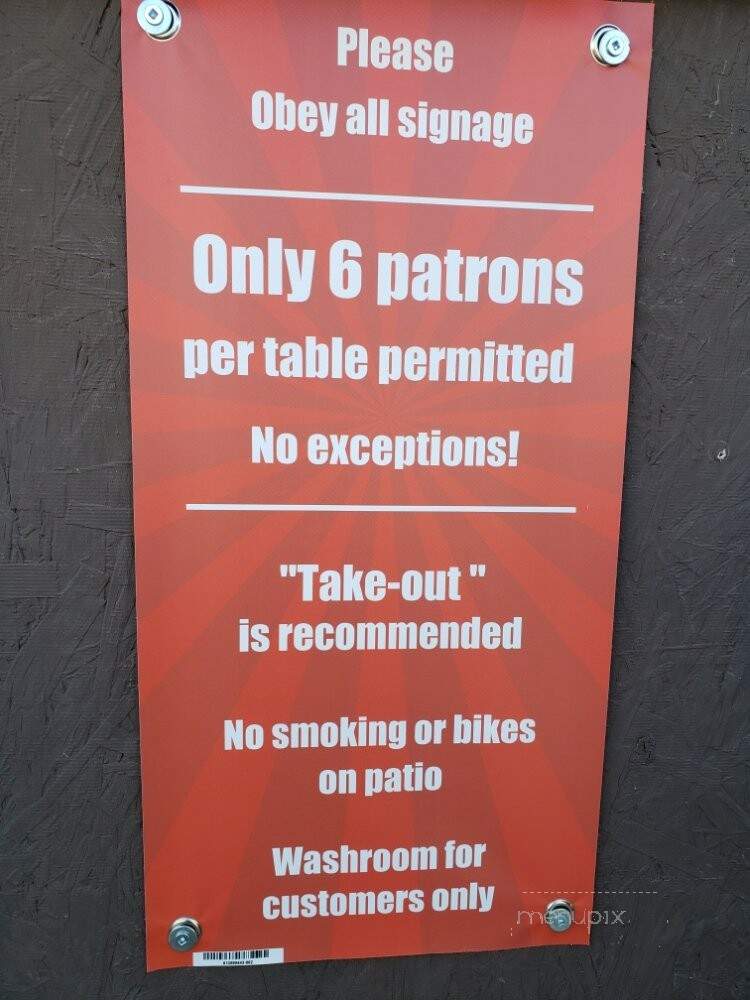 Please
Obey all signage
Only 6 patrons
per table permitted
No exceptions!
"Take-out "
is recommended
No smoking or bikes
on patio
Washroom for
customers only
menupix